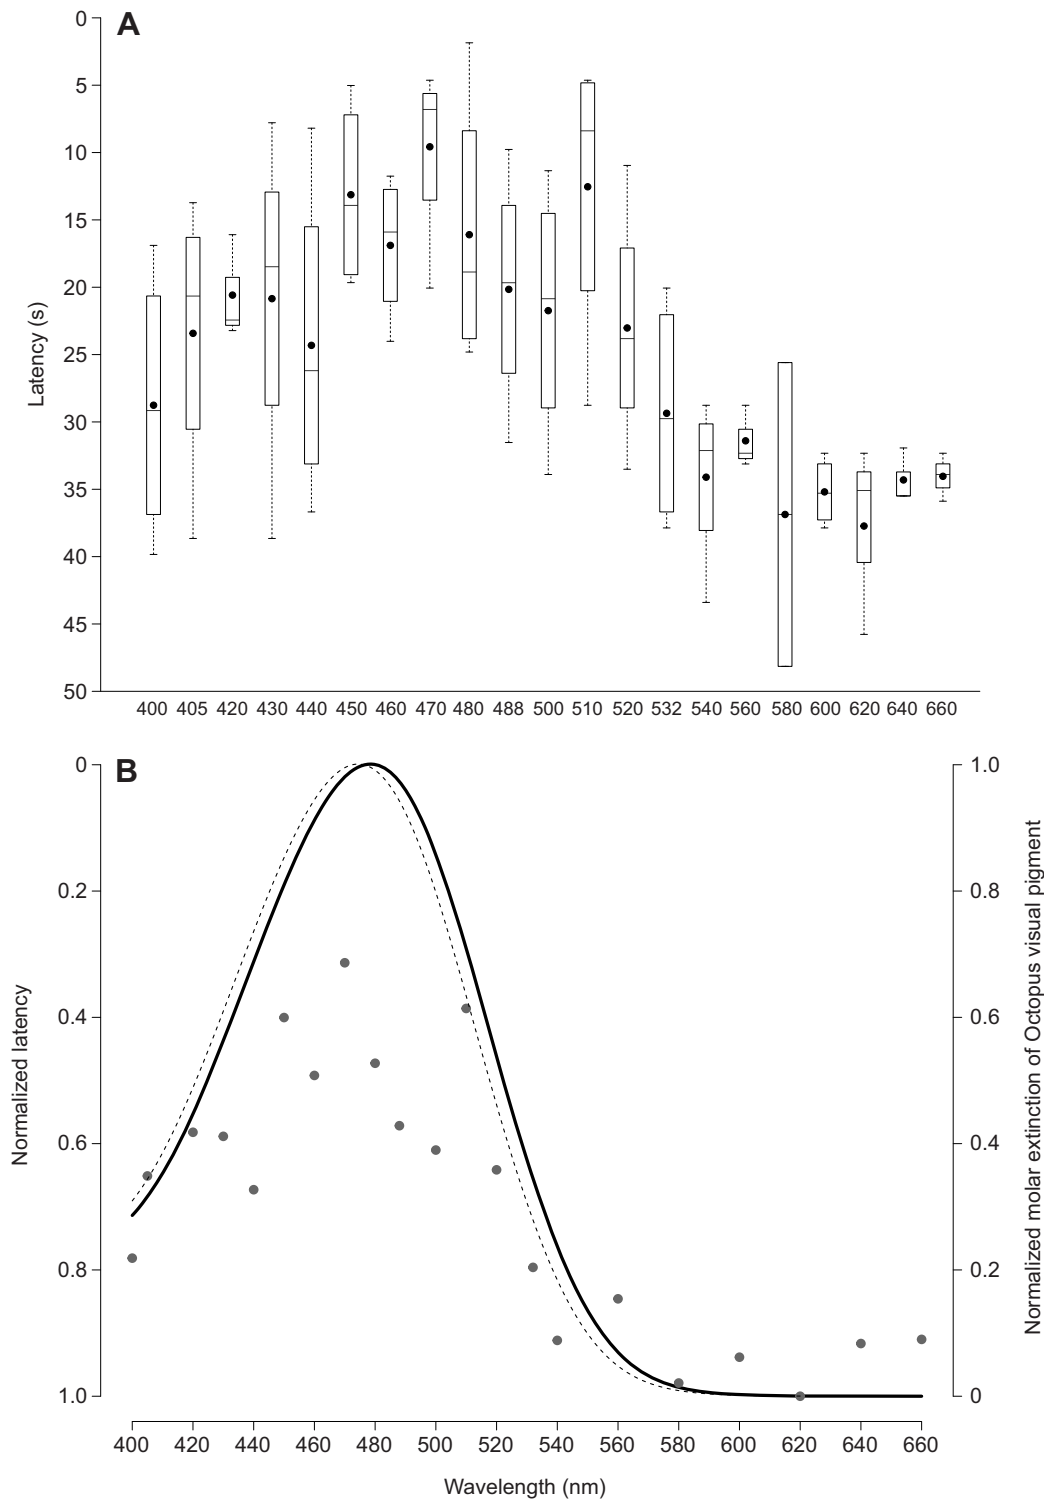 A
0
5
10
15
20
25
30
35
40
45
50
Latency (s)
400 405 420 430 440 450 460 470 480 488 500 510 520 532 540 560 580 600 620 640 660
B
0
0.2
0.4
0.6
0.8
1.0
Normalized latency
1.0
0.8
0.6
0.4
0.2
0
Normalized molar extinction of Octopus visual pigment
400 420 440 460 480 500 520 540 560 580 600 620 640 660
Wavelength (nm)